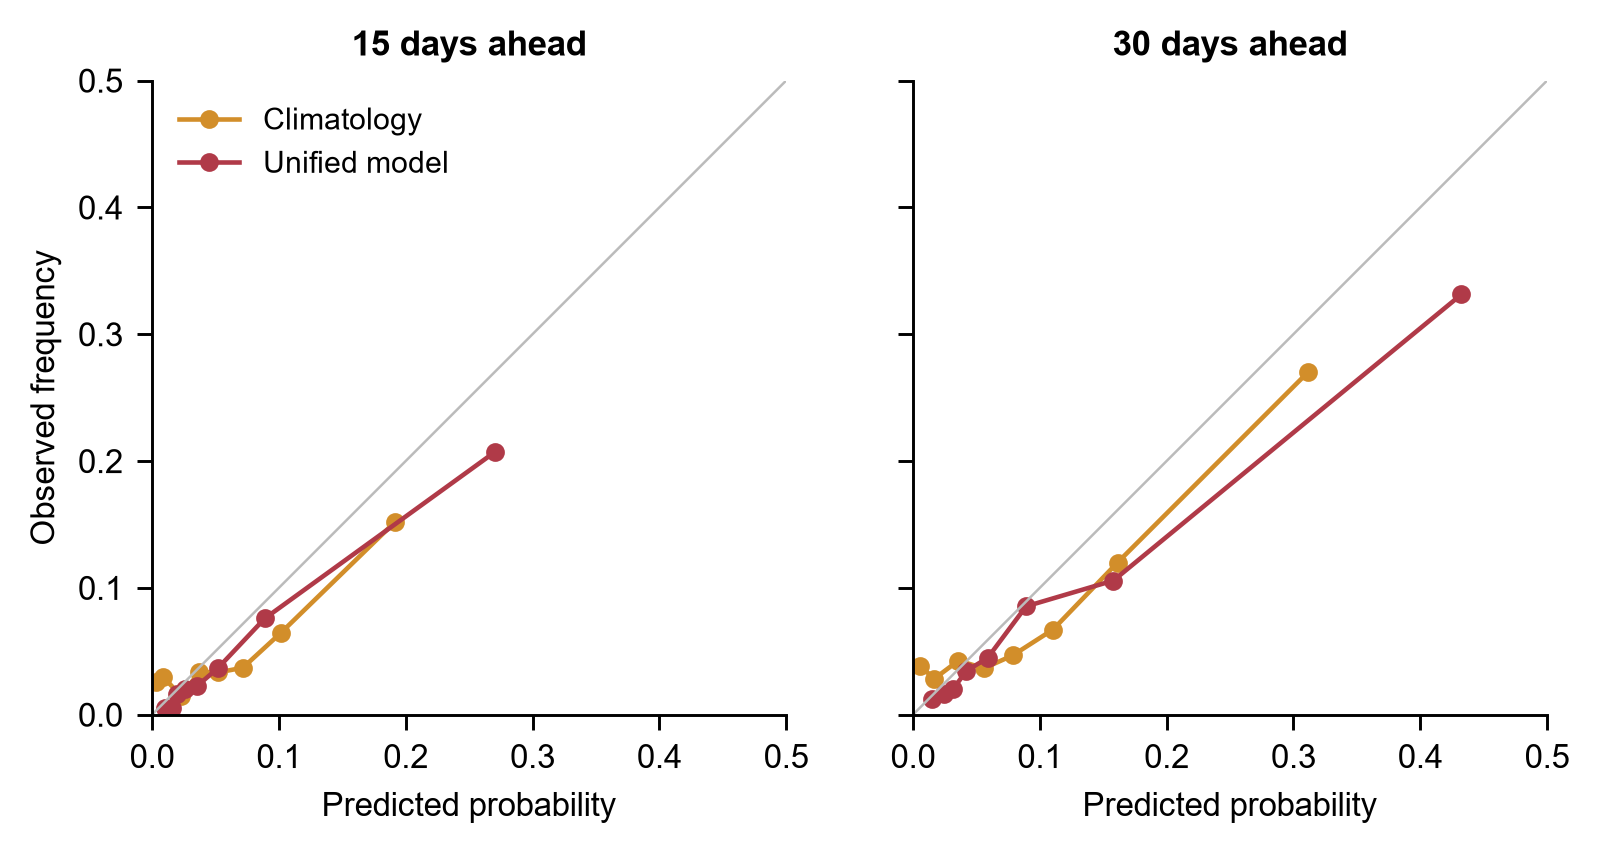 15 days ahead
30 days ahead
Climatology
Unified model
Observed frequency
0.5
0.4
0.3
0.2
0.1
0.0
0.0 0.1 0.2 0.3 0.4 0.5
0.0 0.1 0.2 0.3 0.4 0.5
Predicted probability
Predicted probability